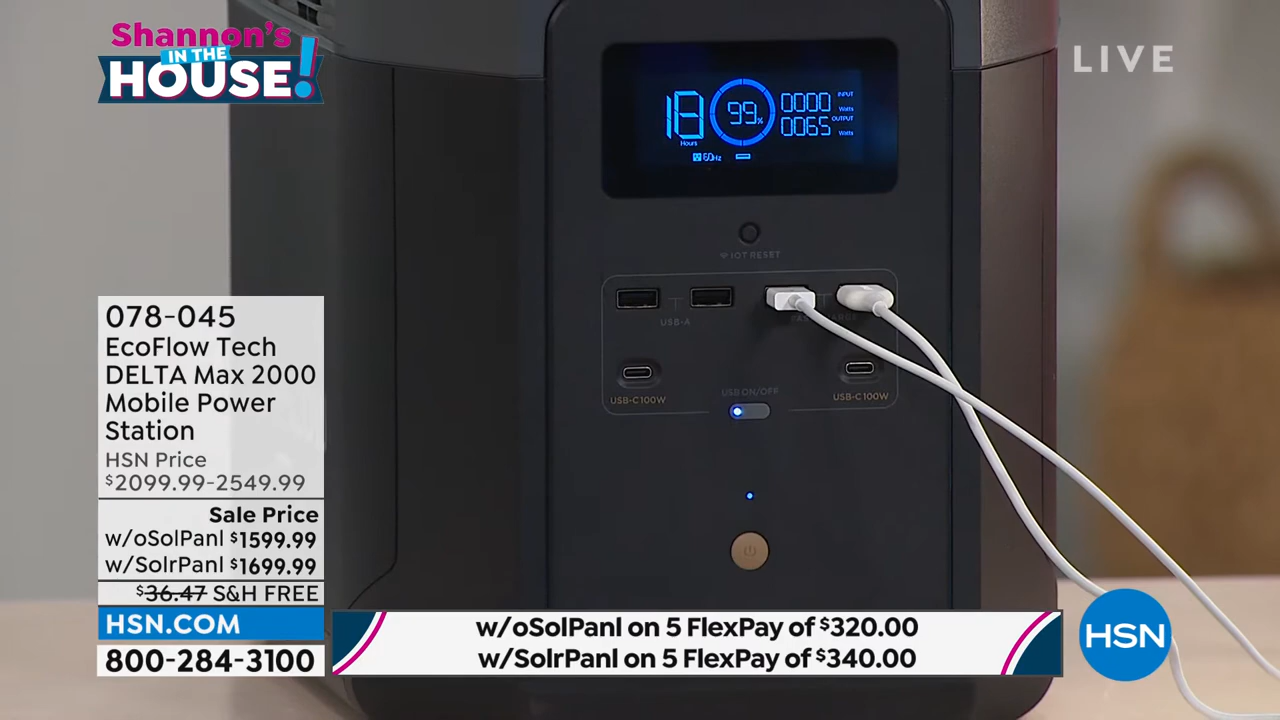 Shannon's
IN THE
HOUSE!
LIVE
18
Hours
99%
0000
INPUT
Watts
0065
OUTPUT
Watts
60Hz
IOT RESET
USB-A
USB-C100W
USB ON/OFF
USB-C100W
078-045
EcoFlow Tech
DELTA Max 2000
Mobile Power
Station
HSN Price
$2099.99-2549.99
Sale Price
w/oSolPanl $1599.99
w/SolrPanl $1699.99
$36.47 S&H FREE
HSN.COM
800-284-3100
w/oSolPanl on 5 FlexPay of $320.00
w/SolrPanl on 5 FlexPay of $340.00
HSN